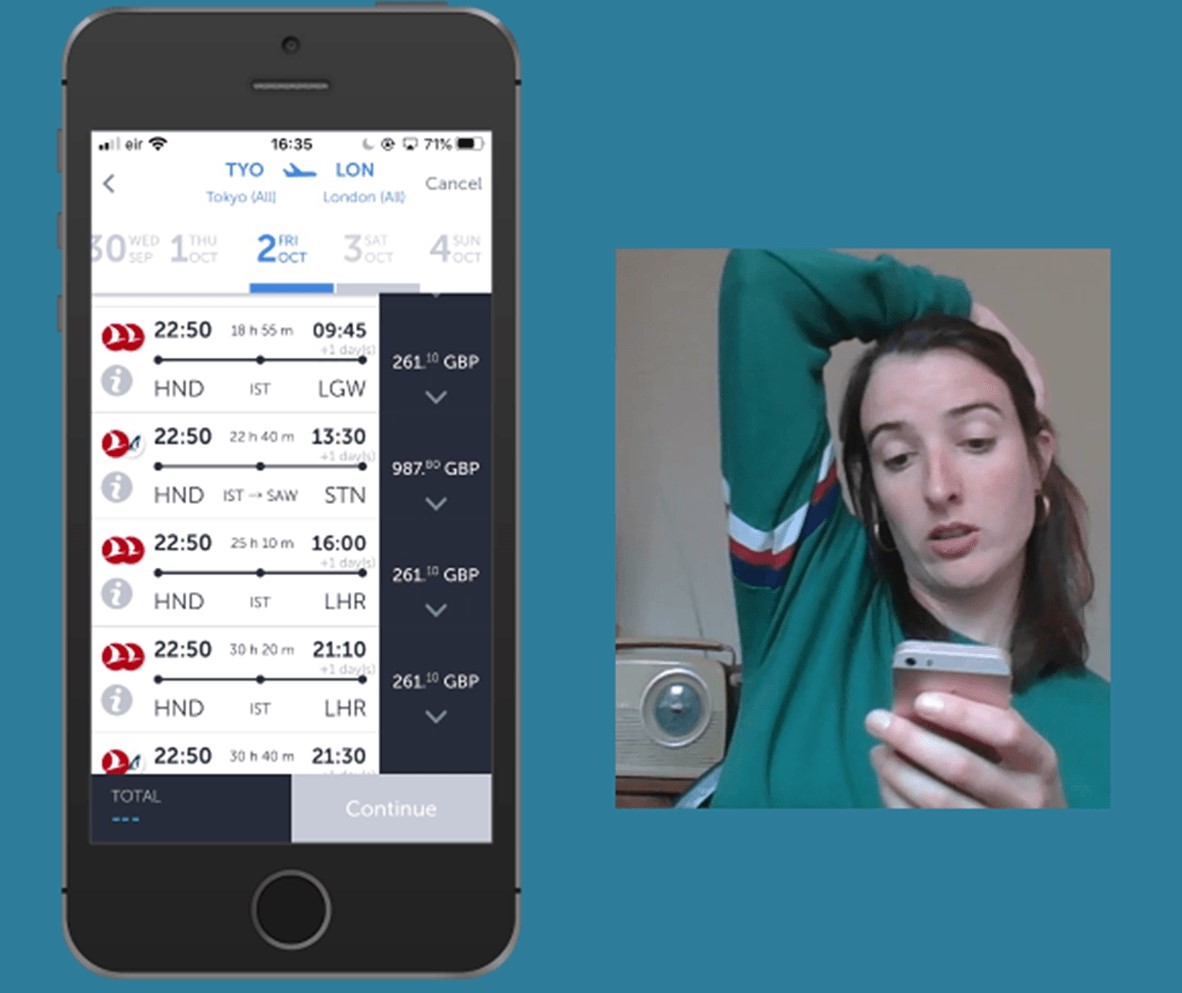 eir 16:35 71%
TYO LON
Tokyo (All) London (All) Cancel
30 WED SEP 1 THU OCT 2 FRI OCT 3 SAT OCT 4 SUN OCT
22:50 18 h 55 m 09:45
+1 day(s)
261.10 GBP
HND IST LGW
22:50 22 h 40 m 13:30
+1 day(s)
987.80 GBP
HND IST → SAW STN
22:50 25 h 10 m 16:00
+1 day(s)
261.10 GBP
HND IST LHR
22:50 30 h 20 m 21:10
+1 day(s)
261.10 GBP
HND IST LHR
22:50 30 h 40 m 21:30
TOTAL
---
Continue